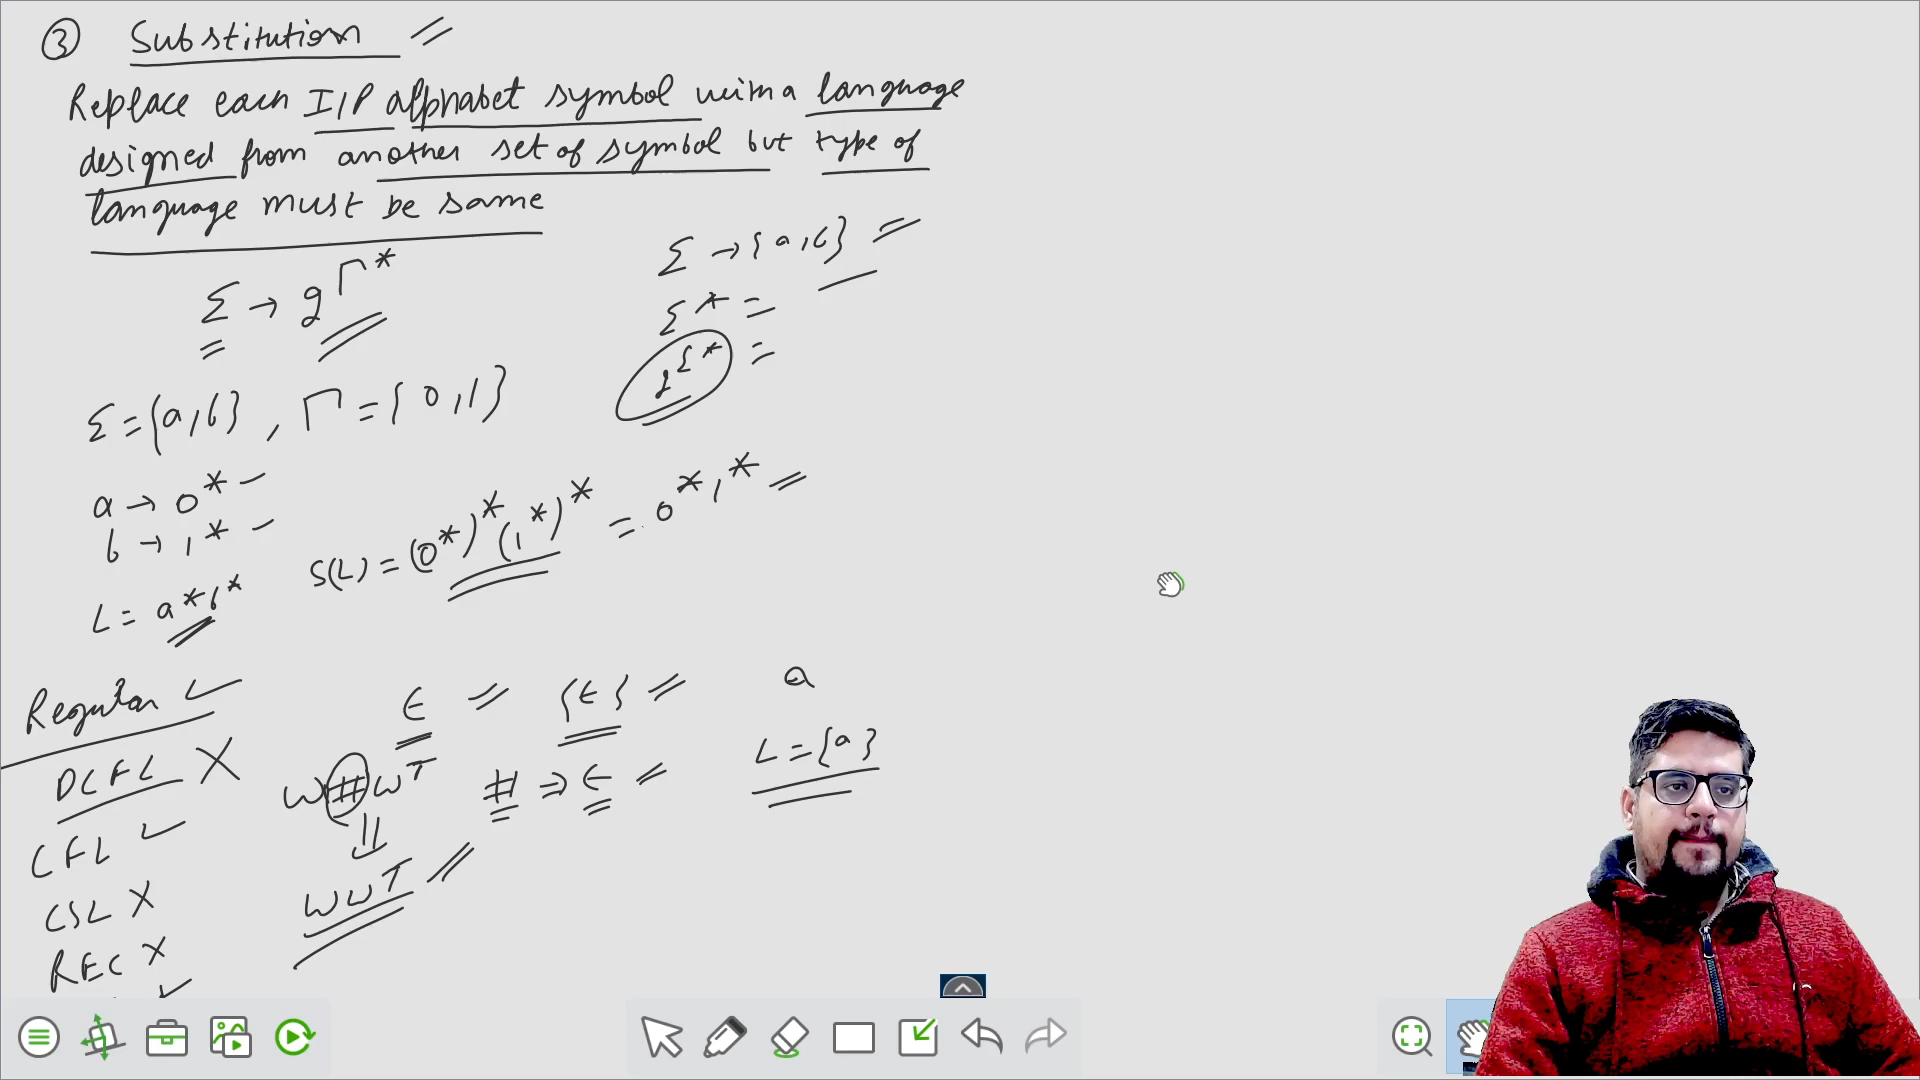 ③ Substitution
Replace each I/P alphabet symbol with a language
designed from another set of symbol but type of
language must be same
Σ → 2^Γ*
Σ → {a,b}
Σ* =
2^Σ* =
Σ = {a,b} , Γ = {0,1}
a → 0*
b → 1*
L = a*b*
S(L) = (0*)*(1*)* = 0*1*
Regular ✓
DCFL X
CFL ✓
CSL X
REC X
ε {ε} a
W#W^T # ⇒ ε L = {a}
⇓
WW^T